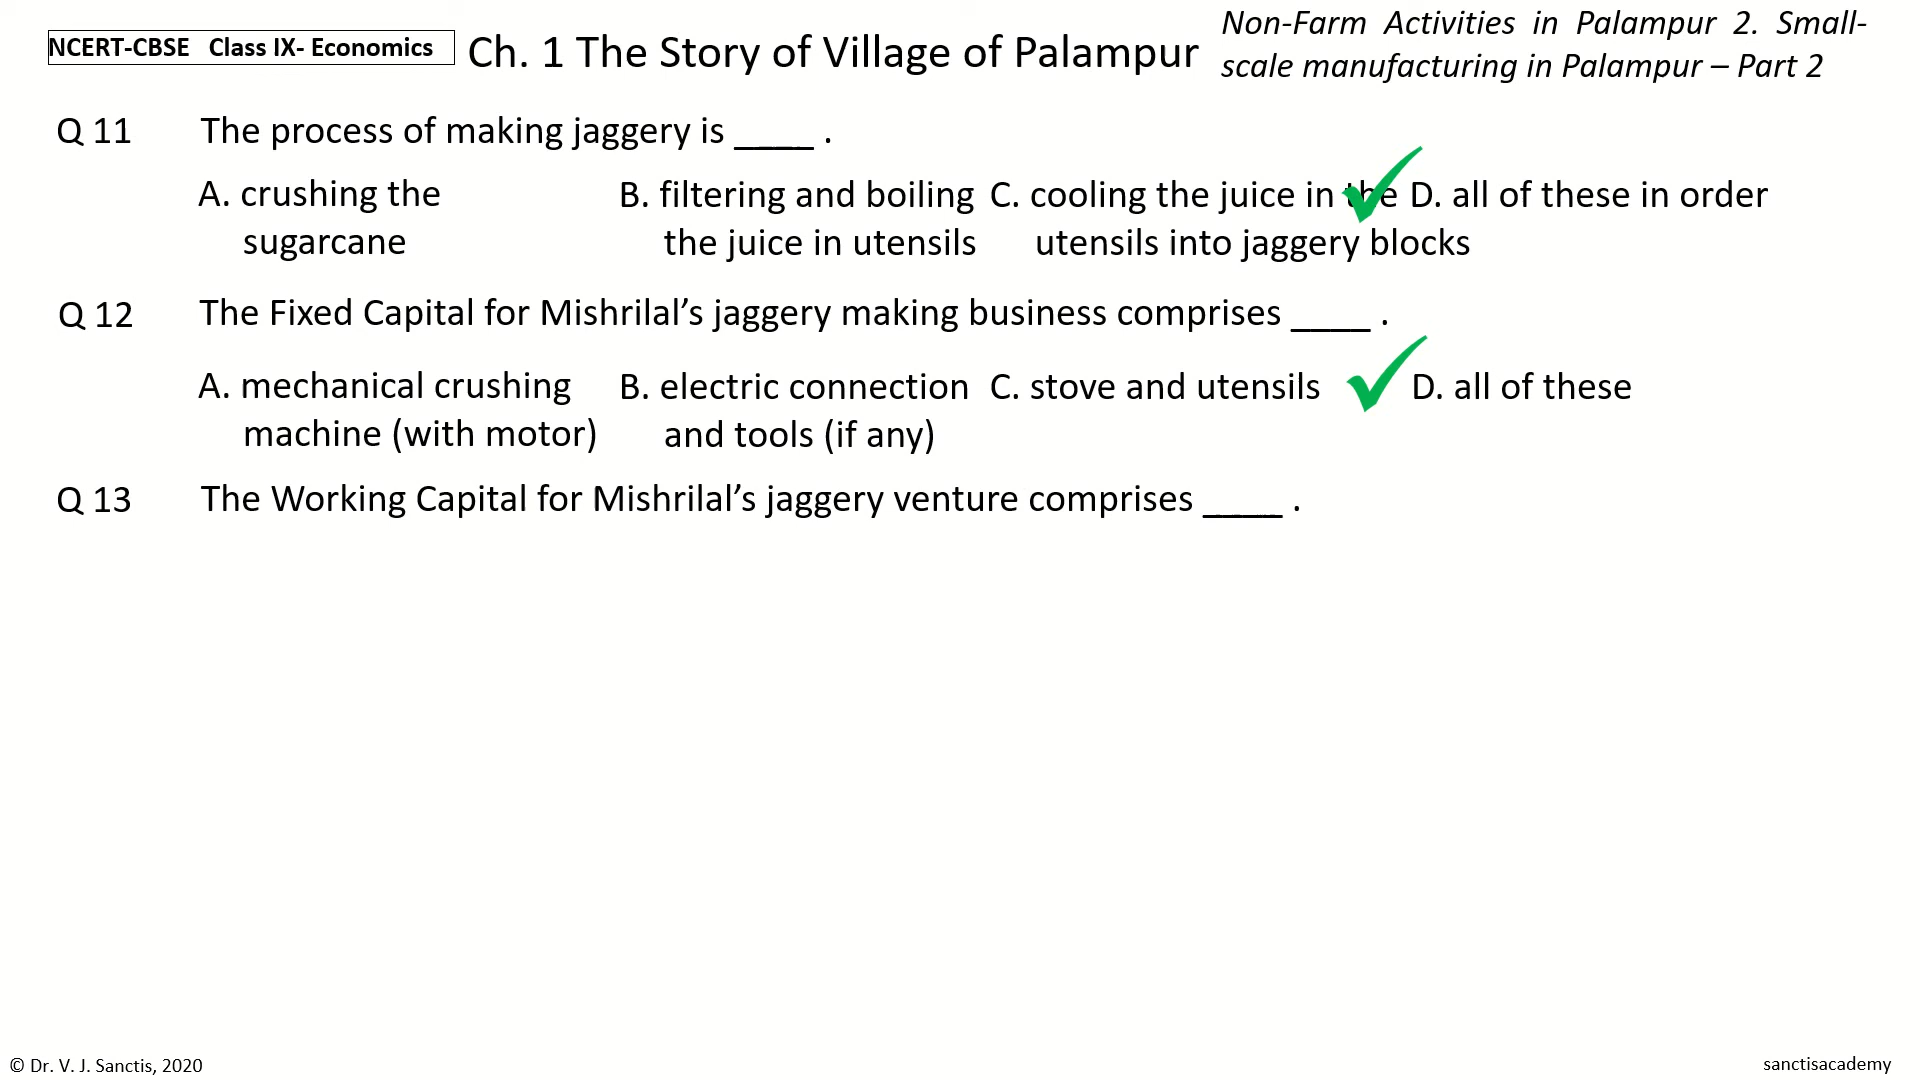 NCERT-CBSE Class IX- Economics
Ch. 1 The Story of Village of Palampur
Non-Farm Activities in Palampur 2. Small-
scale manufacturing in Palampur – Part 2
Q 11 The process of making jaggery is ____ .
A. crushing the B. filtering and boiling C. cooling the juice in the D. all of these in order
sugarcane the juice in utensils utensils into jaggery blocks
Q 12 The Fixed Capital for Mishrilal’s jaggery making business comprises ____ .
A. mechanical crushing B. electric connection C. stove and utensils D. all of these
machine (with motor) and tools (if any)
Q 13 The Working Capital for Mishrilal’s jaggery venture comprises ____ .
© Dr. V. J. Sanctis, 2020
sanctisacademy